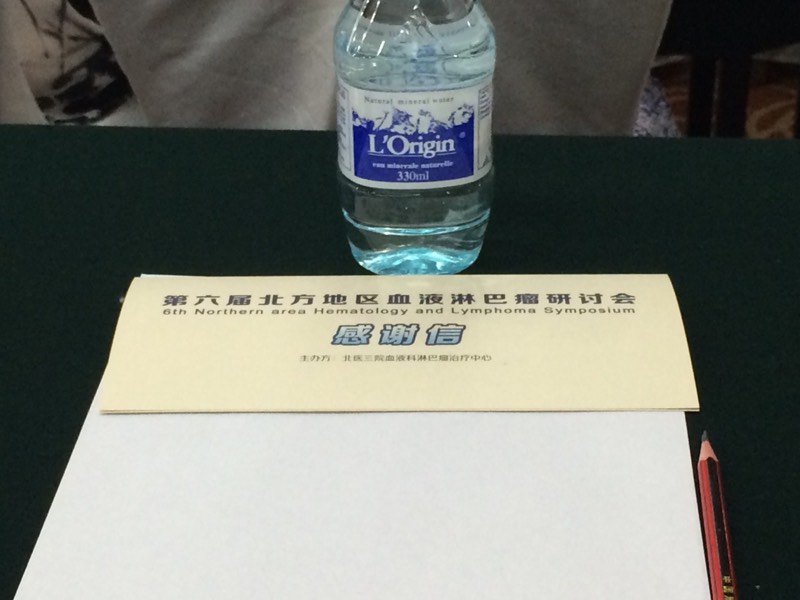 Natural mineral water
L'Origin®
eau minerale naturelle
330ml
第六届北方地区血液淋巴瘤研讨会
6th Northern area Hematology and Lymphoma Symposium
感谢信
主办方：北医三院血液科淋巴瘤治疗中心